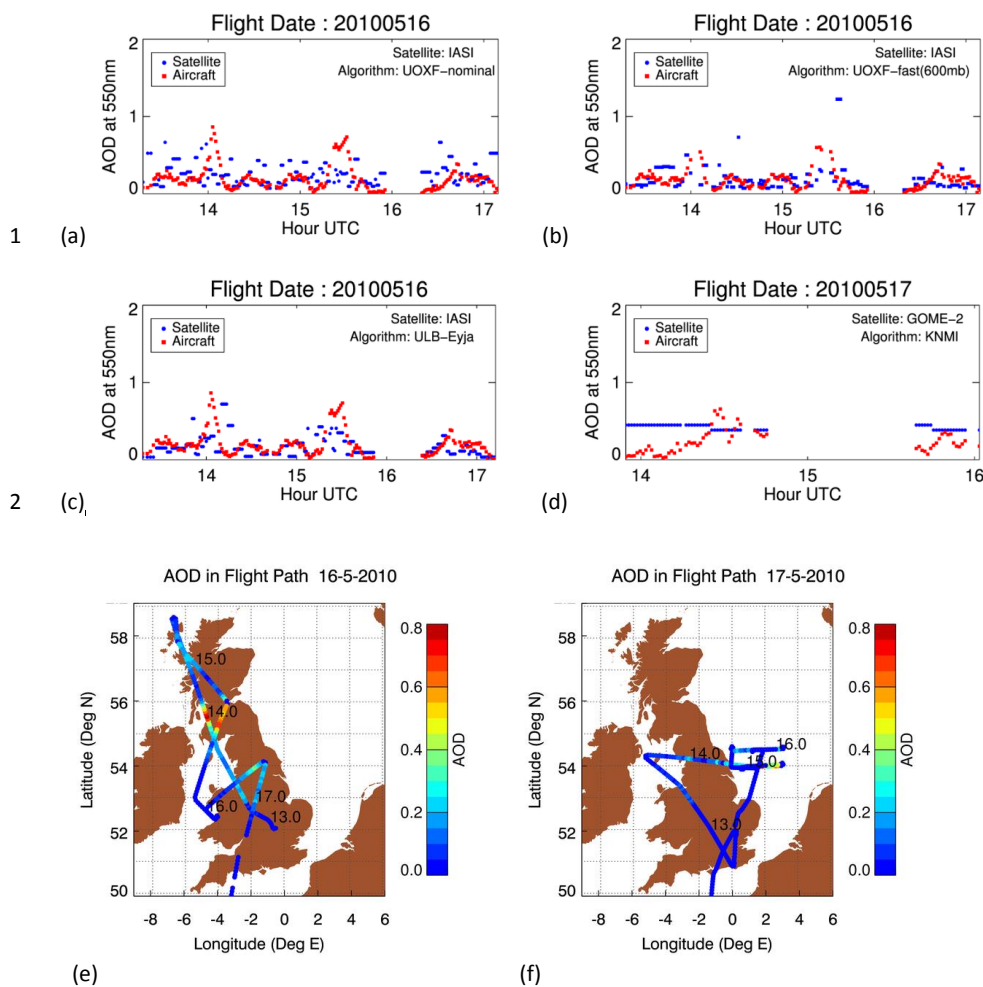 Flight Date : 20100516
Satellite: IASI
Algorithm: UOXF-nominal
Satellite
Aircraft
AOD at 550nm
2
1
0
14 15 16 17
Hour UTC
1 (a)
Flight Date : 20100516
Satellite: IASI
Algorithm: UOXF-fast(600mb)
Satellite
Aircraft
AOD at 550nm
2
1
0
14 15 16 17
Hour UTC
(b)
Flight Date : 20100516
Satellite: IASI
Algorithm: ULB-Eyja
Satellite
Aircraft
AOD at 550nm
2
1
0
14 15 16 17
Hour UTC
2 (c)
Flight Date : 20100517
Satellite: GOME-2
Algorithm: KNMI
Satellite
Aircraft
AOD at 550nm
2
1
0
14 15 16
Hour UTC
(d)
AOD in Flight Path 16-5-2010
Latitude (Deg N)
58
56
54
52
50
15.0
14.0
17.0
16.0
13.0
-8 -6 -4 -2 0 2 4 6
Longitude (Deg E)
0.8
0.6
0.4
0.2
0.0
AOD
(e)
AOD in Flight Path 17-5-2010
Latitude (Deg N)
58
56
54
52
50
16.0
14.0
15.0
13.0
-8 -6 -4 -2 0 2 4 6
Longitude (Deg E)
0.8
0.6
0.4
0.2
0.0
AOD
(f)